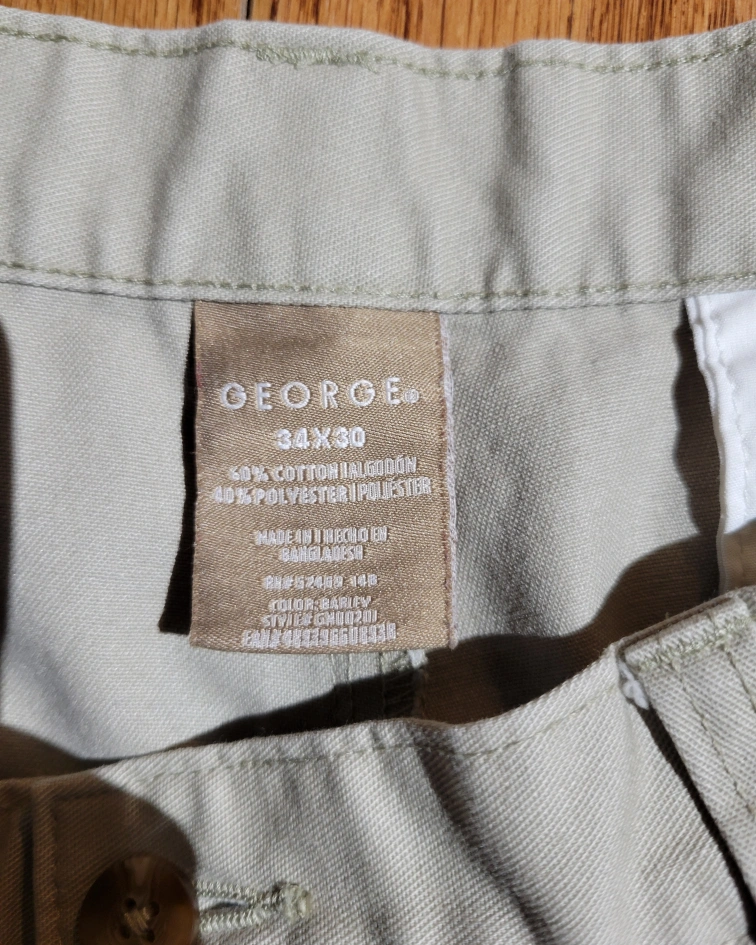 GEORGE®
34X30
60% COTTON | ALGODÓN
40% POLYESTER | POLIÉSTER
MADE IN | HECHO EN
BANGLADESH
COLOR: BARLEY